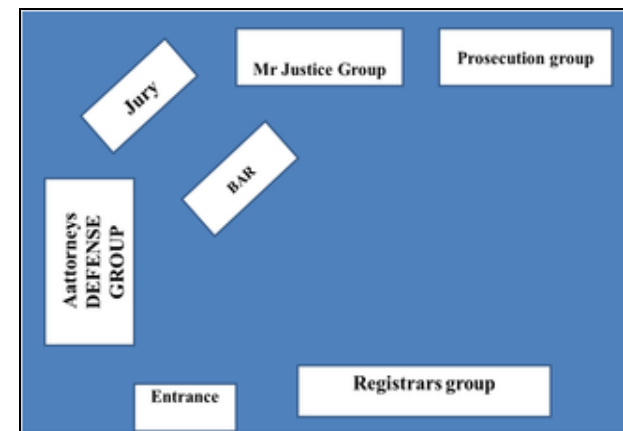 Jury
Mr Justice Group
Prosecution group
BAR
Aattorneys
DEFENSE
GROUP
Entrance
Registrars group